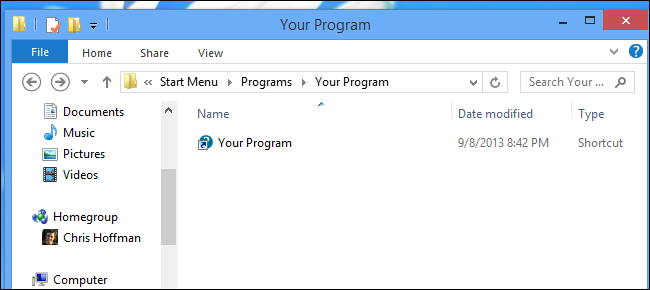 Your Program
File Home Share View
« Start Menu Programs Your Program Search Your ...
Documents
Music
Pictures
Videos
Homegroup
Chris Hoffman
Computer
Name Date modified Type
Your Program 9/8/2013 8:42 PM Shortcut